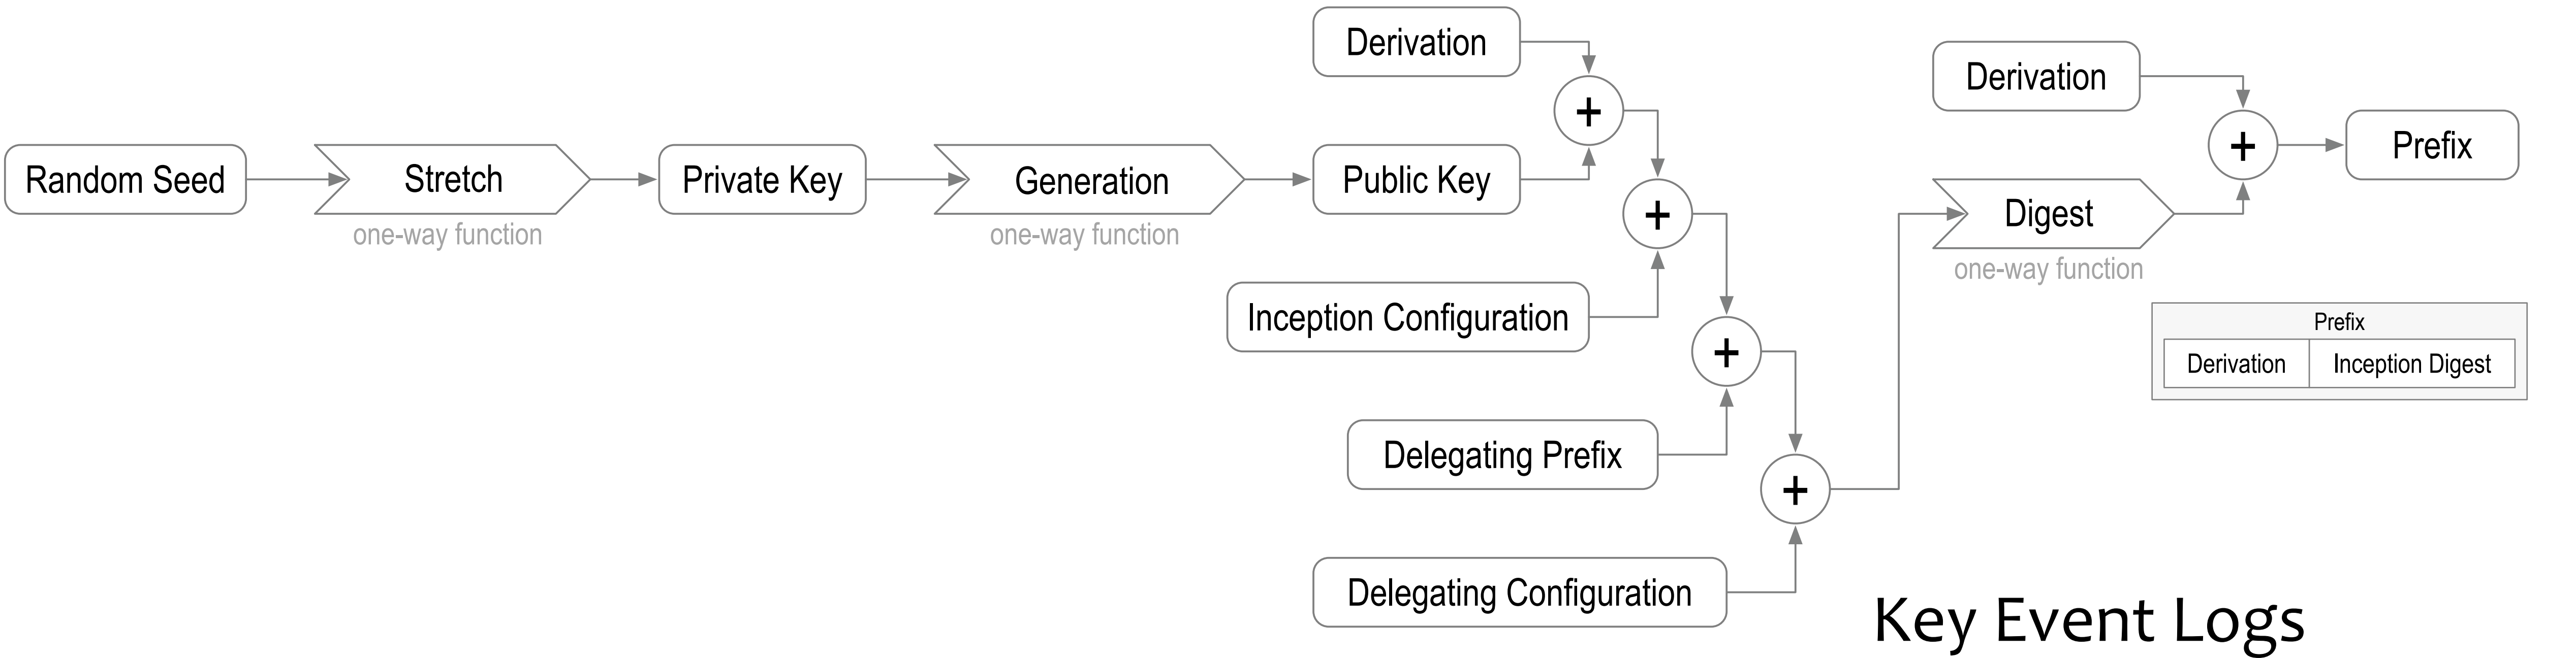 Derivation
+
Random Seed
Stretch
one-way function
Private Key
Generation
one-way function
Public Key
+
Inception Configuration
+
Delegating Prefix
+
Delegating Configuration
Derivation
+
Prefix
Digest
one-way function
Prefix
Derivation
Inception Digest
Key Event Logs